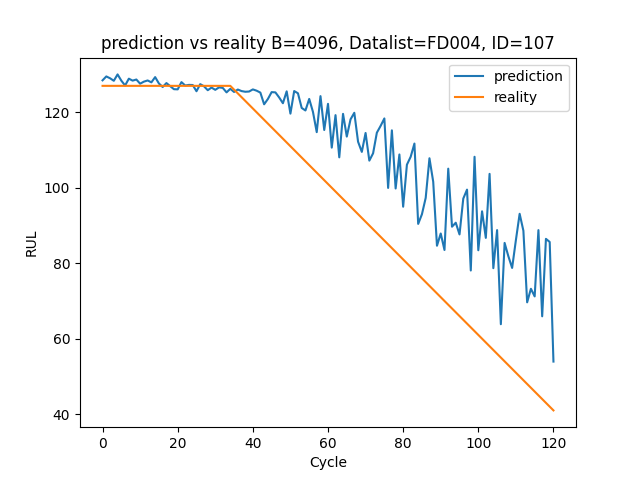 prediction vs reality B=4096, Datalist=FD004, ID=107
prediction
reality
RUL
120
100
80
60
40
0 20 40 60 80 100 120
Cycle